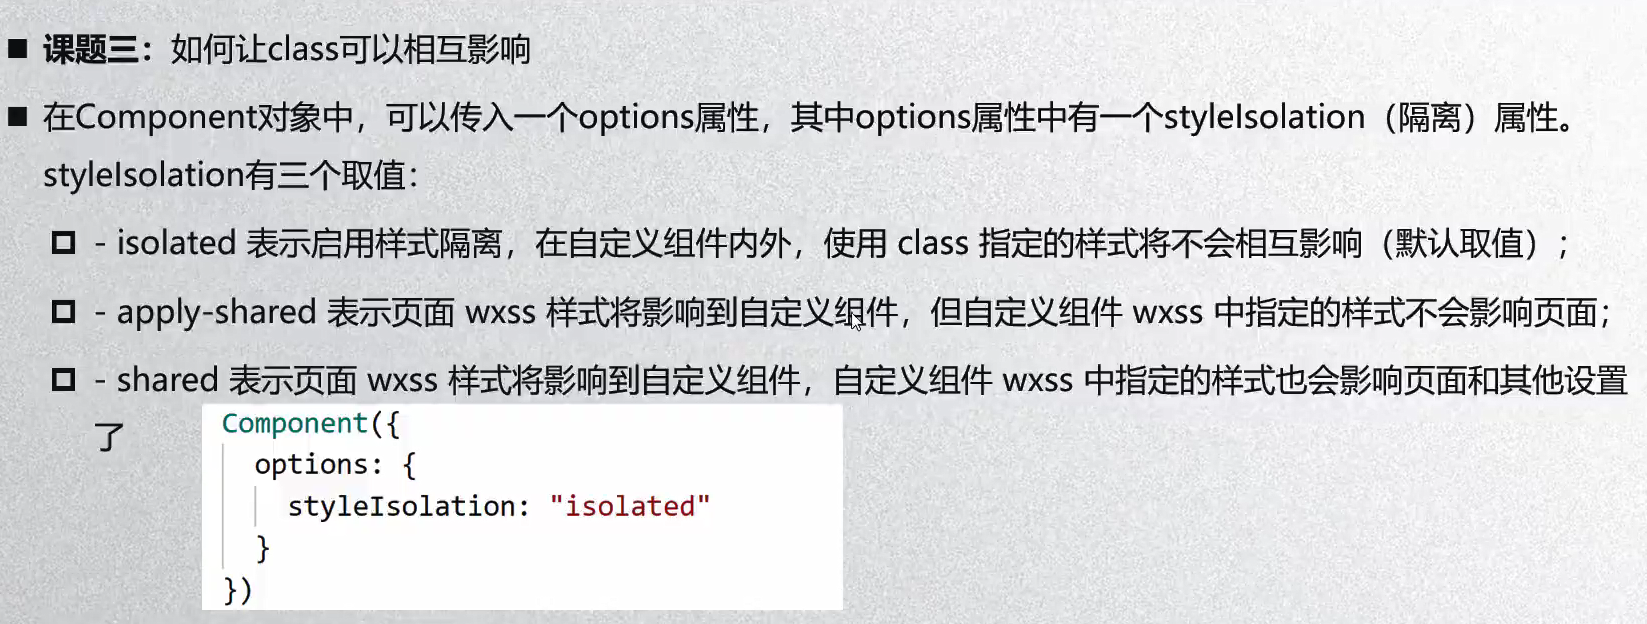 ■ 课题三：如何让class可以相互影响
■ 在Component对象中，可以传入一个options属性，其中options属性中有一个styleIsolation（隔离）属性。
styleIsolation有三个取值：
- isolated 表示启用样式隔离，在自定义组件内外，使用 class 指定的样式将不会相互影响（默认取值）；
- apply-shared 表示页面 wxss 样式将影响到自定义组件，但自定义组件 wxss 中指定的样式不会影响页面；
- shared 表示页面 wxss 样式将影响到自定义组件，自定义组件 wxss 中指定的样式也会影响页面和其他设置
了
Component({
options: {
styleIsolation: "isolated"
}
})